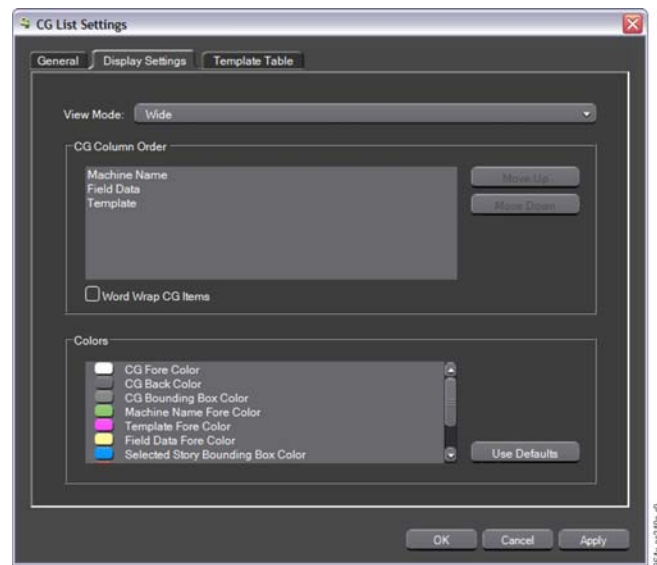 CG List Settings
General Display Settings Template Table
View Mode: Wide
CG Column Order
Machine Name
Field Data
Template
Move Up
Move Down
Word Wrap CG Items
Colors
CG Fore Color
CG Back Color
CG Bounding Box Color
Machine Name Fore Color
Template Fore Color
Field Data Fore Color
Selected Story Bounding Box Color
Use Defaults
OK Cancel Apply